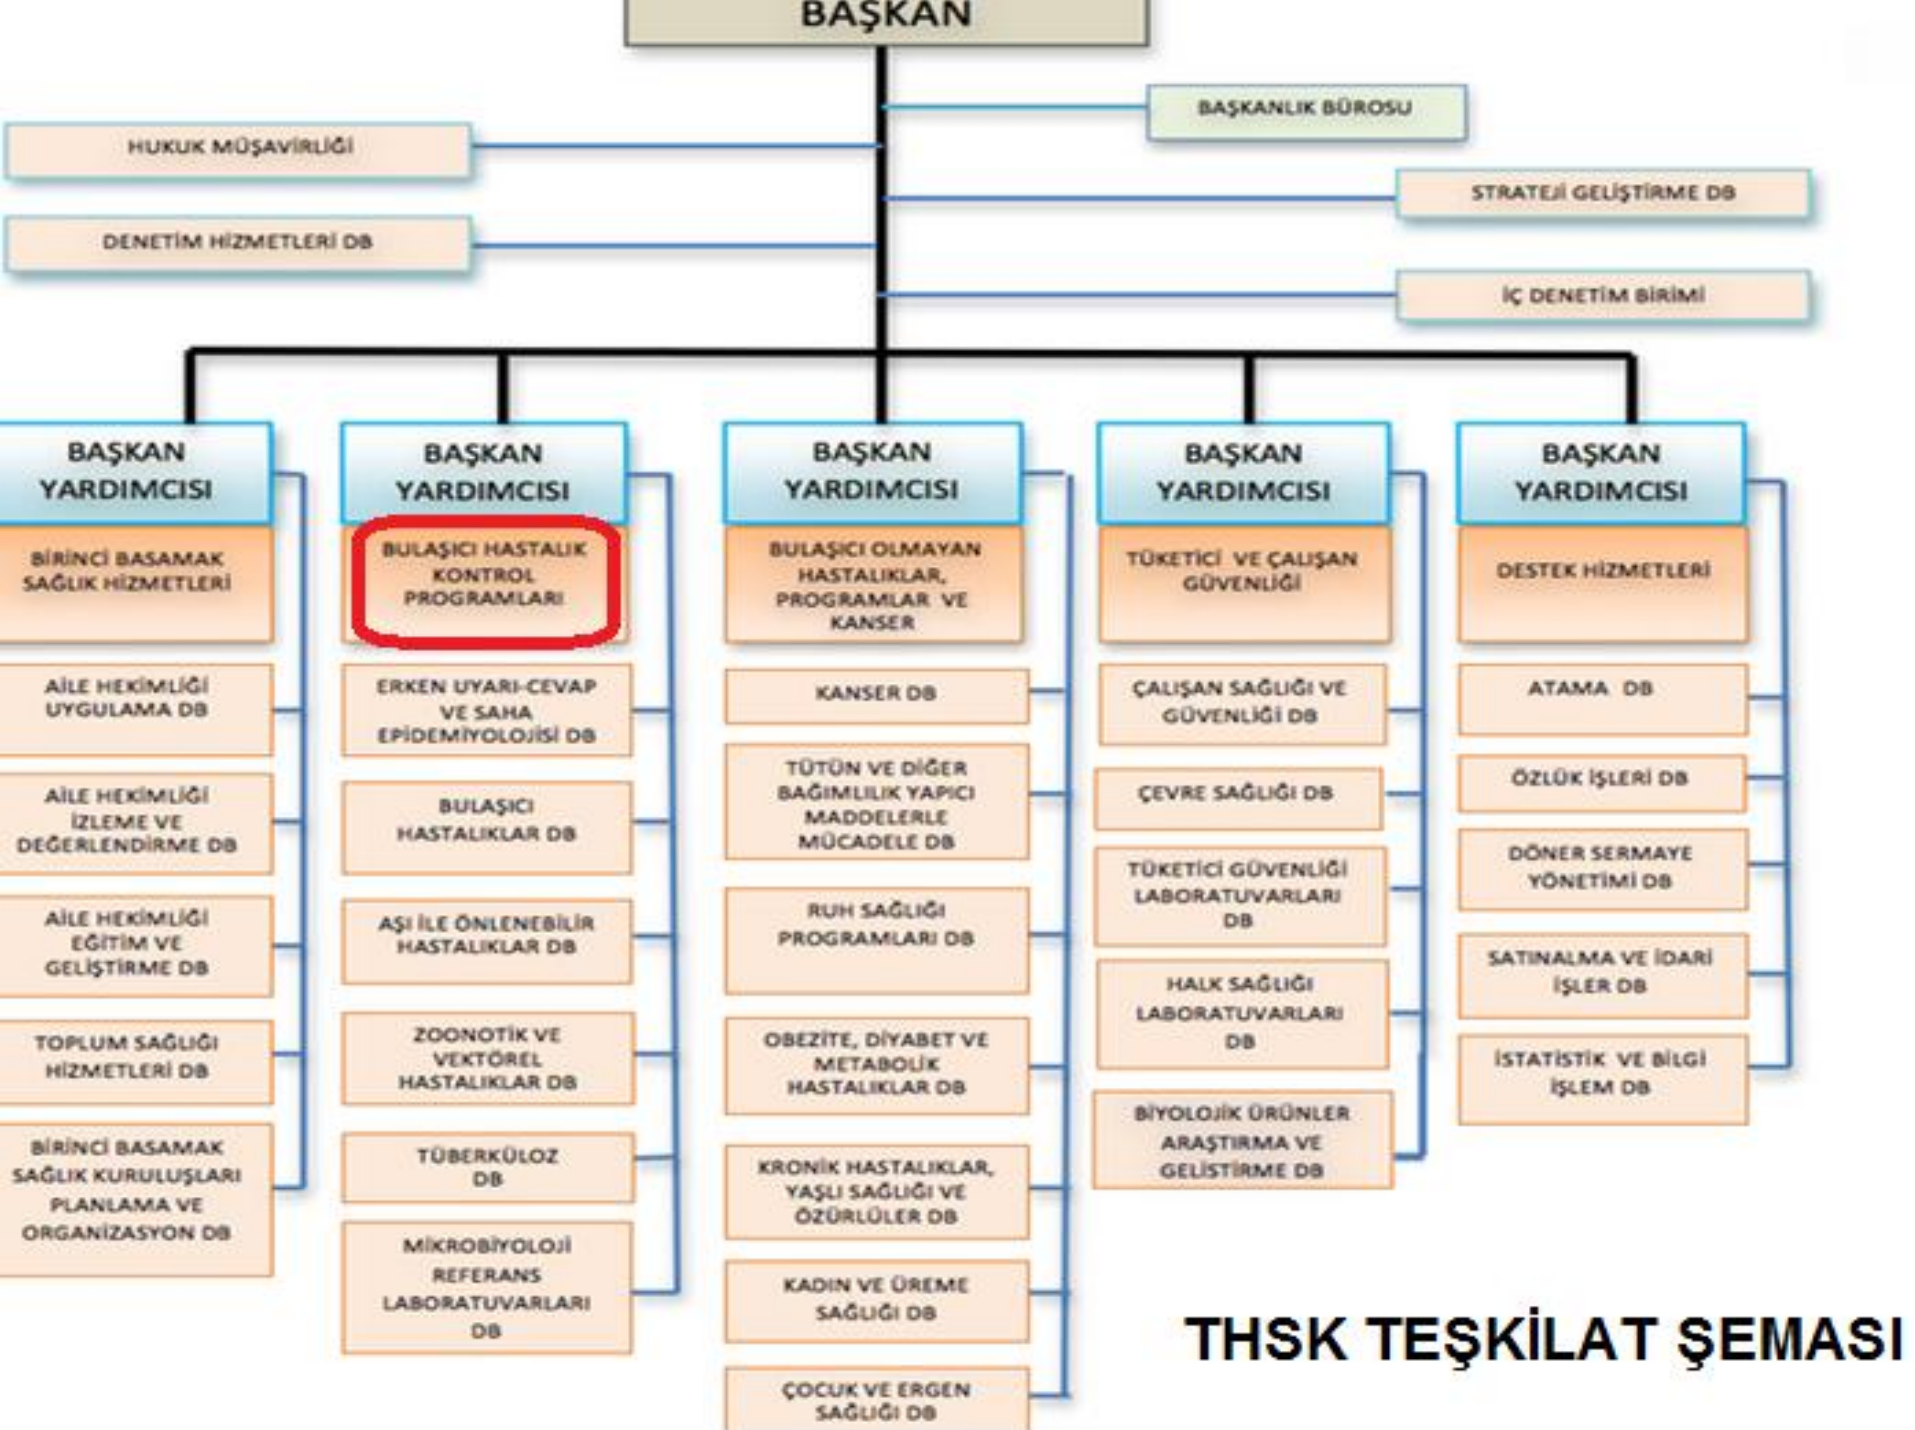 BAŞKAN
BAŞKANLIK BÜROSU
HUKUK MÜŞAVİRLİĞİ
STRATEJİ GELİŞTİRME DB
DENETİM HİZMETLERİ DB
İÇ DENETİM BİRİMİ
BAŞKAN
YARDIMCISI
BİRİNCİ BASAMAK
SAĞLIK HİZMETLERİ
AİLE HEKİMLİĞİ
UYGULAMA DB
AİLE HEKİMLİĞİ
İZLEME VE
DEĞERLENDİRME DB
AİLE HEKİMLİĞİ
EĞİTİM VE
GELİŞTİRME DB
TOPLUM SAĞLIĞI
HİZMETLERİ DB
BİRİNCİ BASAMAK
SAĞLIK KURULUŞLARI
PLANLAMA VE
ORGANİZASYON DB
BAŞKAN
YARDIMCISI
BULAŞICI HASTALIK
KONTROL
PROGRAMLARI
ERKEN UYARI-CEVAP
VE SAHA
EPİDEMİYOLOJİSİ DB
BULAŞICI
HASTALIKLAR DB
AŞI İLE ÖNLENEBİLİR
HASTALIKLAR DB
ZOONOTİK VE
VEKTÖREL
HASTALIKLAR DB
TÜBERKÜLOZ
DB
MİKROBİYOLOJİ
REFERANS
LABORATUVARLARI
DB
BAŞKAN
YARDIMCISI
BULAŞICI OLMAYAN
HASTALIKLAR,
PROGRAMLAR VE
KANSER
KANSER DB
TÜTÜN VE DİĞER
BAĞIMLILIK YAPICI
MADDELERLE
MÜCADELE DB
RUH SAĞLIĞI
PROGRAMLARI DB
OBEZİTE, DİYABET VE
METABOLİK
HASTALIKLAR DB
KRONİK HASTALIKLAR,
YAŞLI SAĞLIĞI VE
ÖZÜRLÜLER DB
KADIN VE ÜREME
SAĞLIĞI DB
ÇOCUK VE ERGEN
SAĞLIĞI DB
BAŞKAN
YARDIMCISI
TÜKETİCİ VE ÇALIŞAN
GÜVENLİĞİ
ÇALIŞAN SAĞLIĞI VE
GÜVENLİĞİ DB
ÇEVRE SAĞLIĞI DB
TÜKETİCİ GÜVENLİĞİ
LABORATUVARLARI
DB
HALK SAĞLIĞI
LABORATUVARLARI
DB
BİYOLOJİK ÜRÜNLER
ARAŞTIRMA VE
GELİSTİRME DB
BAŞKAN
YARDIMCISI
DESTEK HİZMETLERİ
ATAMA DB
ÖZLÜK İŞLERİ DB
DÖNER SERMAYE
YÖNETİMİ DB
SATINALMA VE İDARİ
İŞLER DB
İSTATİSTİK VE BİLGİ
İŞLEM DB
THSK TEŞKİLAT ŞEMASI